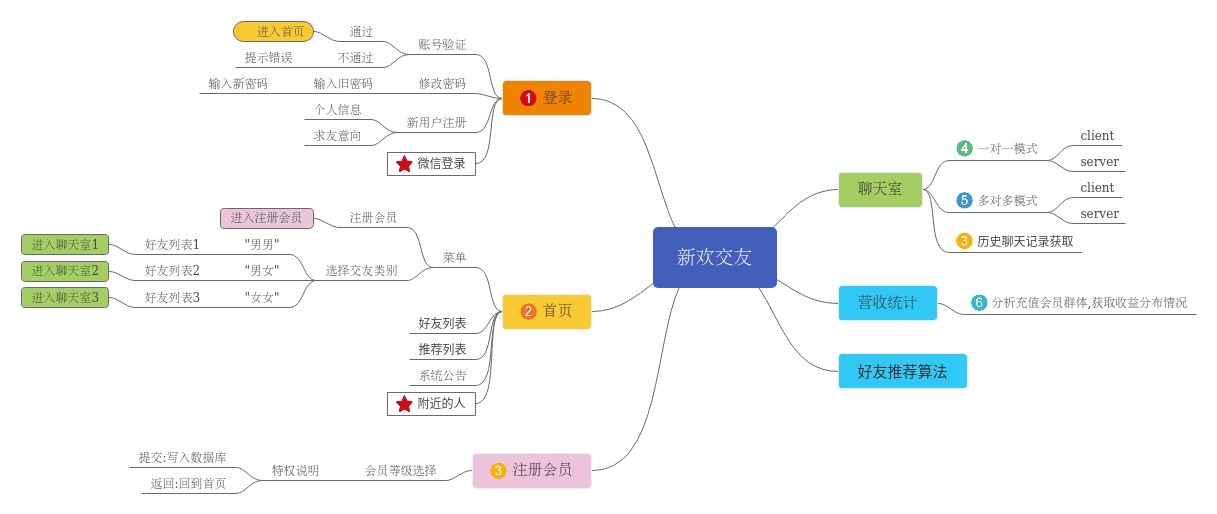 新欢交友
1 登录
账号验证
通过
进入首页
不通过
提示错误
修改密码
输入旧密码
输入新密码
新用户注册
个人信息
求友意向
微信登录
2 首页
菜单
注册会员
进入注册会员
选择交友类别
"男男"
好友列表1
进入聊天室1
"男女"
好友列表2
进入聊天室2
"女女"
好友列表3
进入聊天室3
好友列表
推荐列表
系统公告
附近的人
3 注册会员
会员等级选择
特权说明
提交:写入数据库
返回:回到首页
聊天室
4 一对一模式
client
server
5 多对多模式
client
server
3 历史聊天记录获取
营收统计
6 分析充值会员群体,获取收益分布情况
好友推荐算法